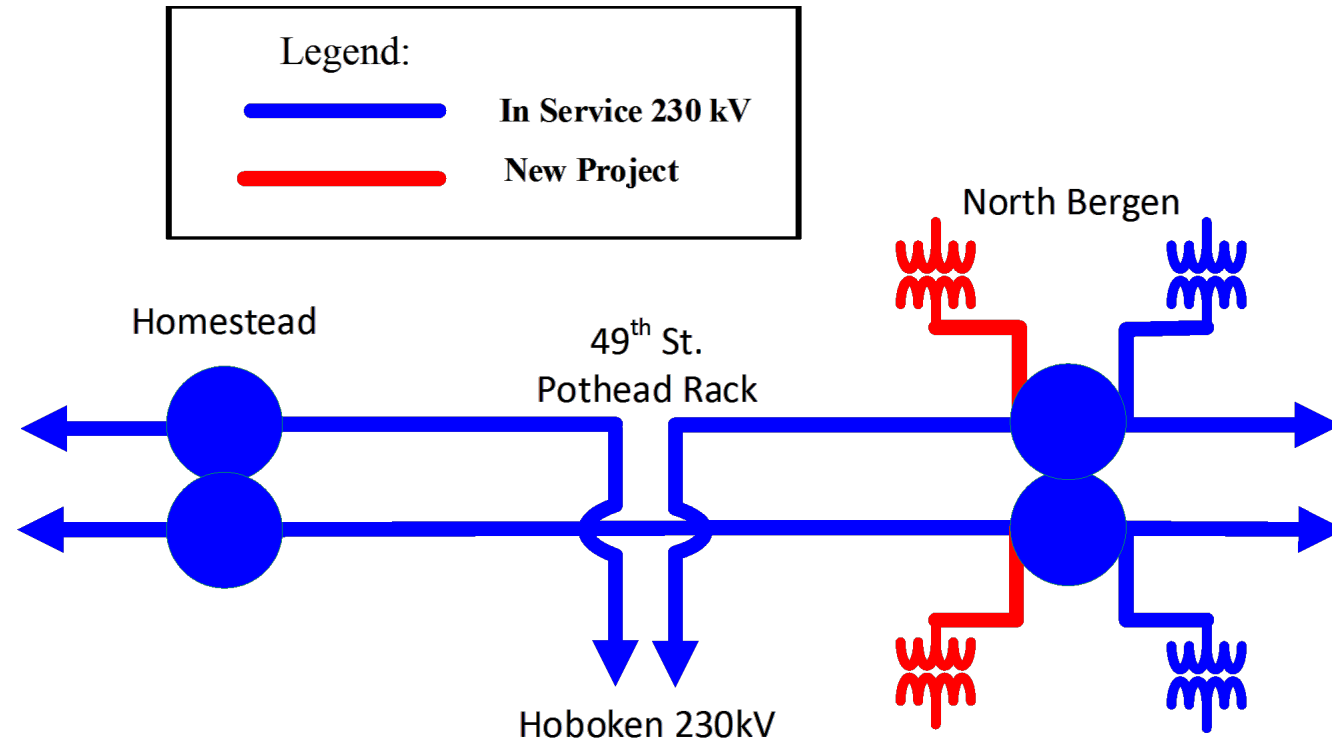 Legend:
In Service 230 kV
New Project
North Bergen
Homestead
49th St.
Pothead Rack
Hoboken 230kV